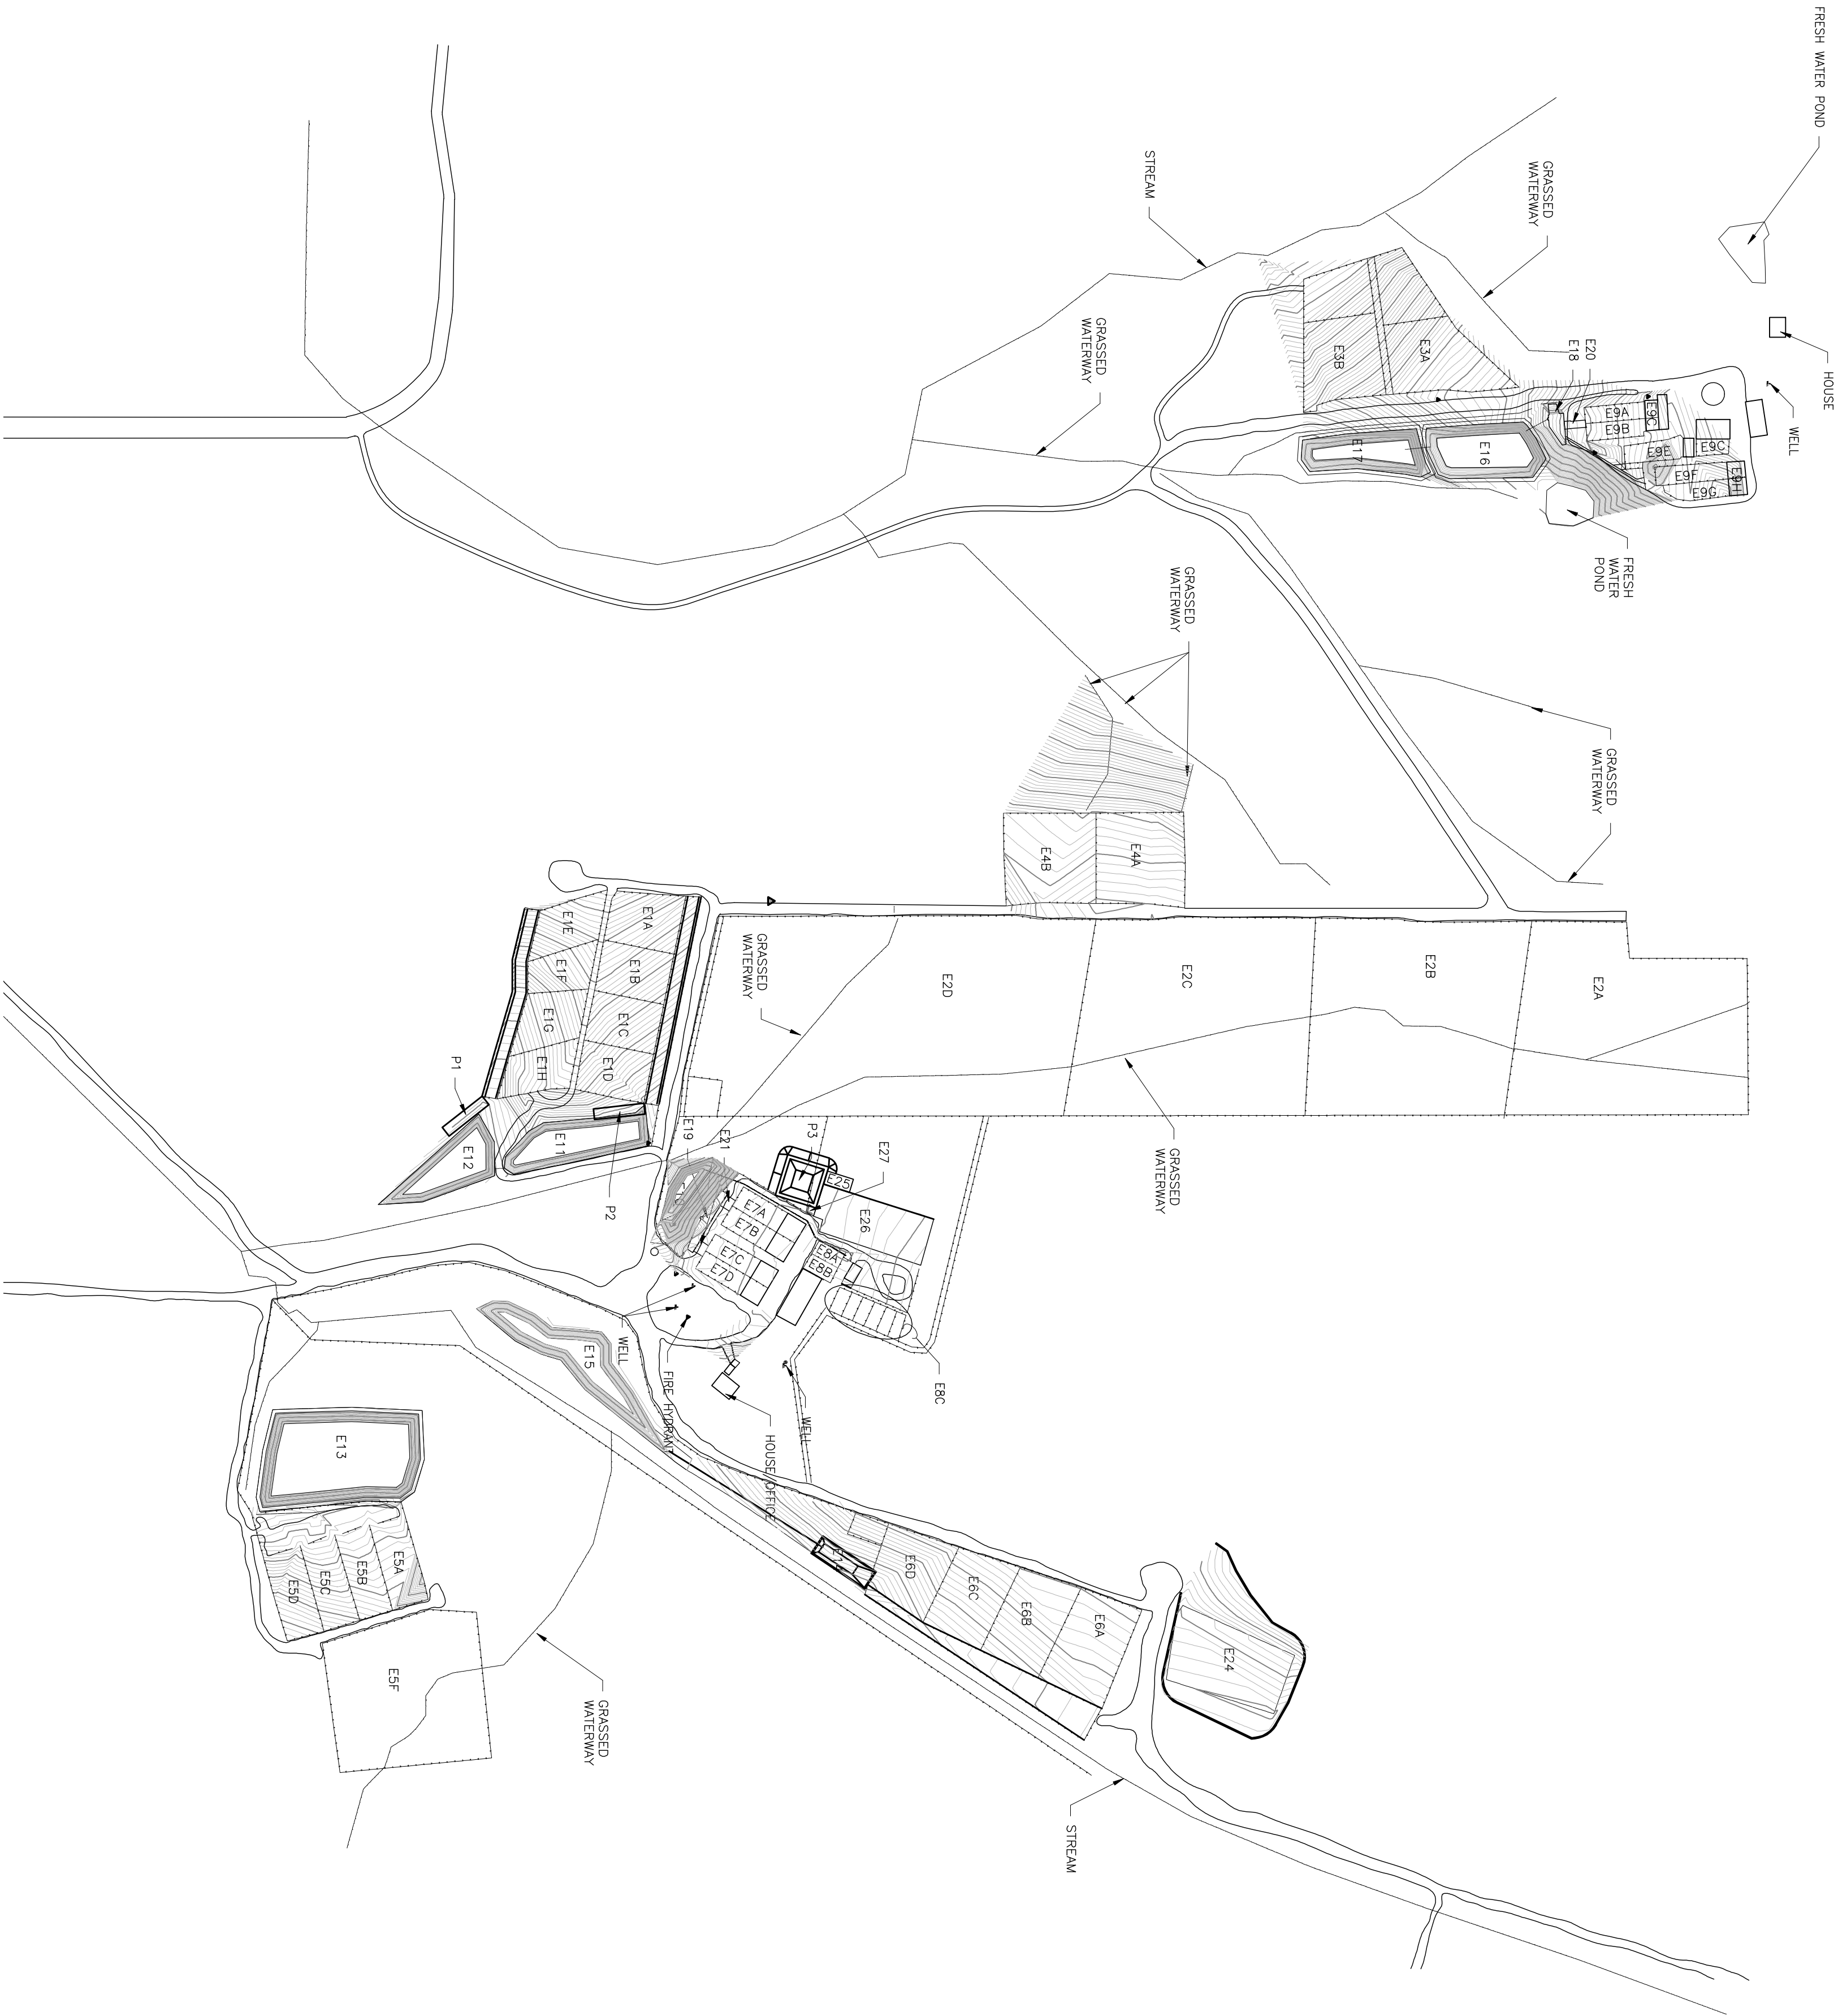 FRESH WATER POND
HOUSE
WELL
STREAM
GRASSED
WATERWAY
GRASSED
WATERWAY
E3B
E3A
E18
E20
E9A
E9B
E9C
E9E
E9C
E9F
E9G
E9H
E17
E16
FRESH
WATER
POND
GRASSED
WATERWAY
GRASSED
WATERWAY
E4B
E4A
E1E
E1A
E1F
E1B
E1G
E1C
E1H
E1D
GRASSED
WATERWAY
E2D
E2C
E2B
E2A
P1
P2
E12
E11
E19
E21
P3
E27
E25
E26
GRASSED
WATERWAY
E7A
E7B
E7C
E7D
E8A
E8B
E8C
WELL
FIRE HYDRANT
WELL
HOUSE/OFFICE
E15
E13
E5A
E5B
E5C
E5D
E5F
GRASSED
WATERWAY
E6D
E6C
E6B
E6A
E24
STREAM